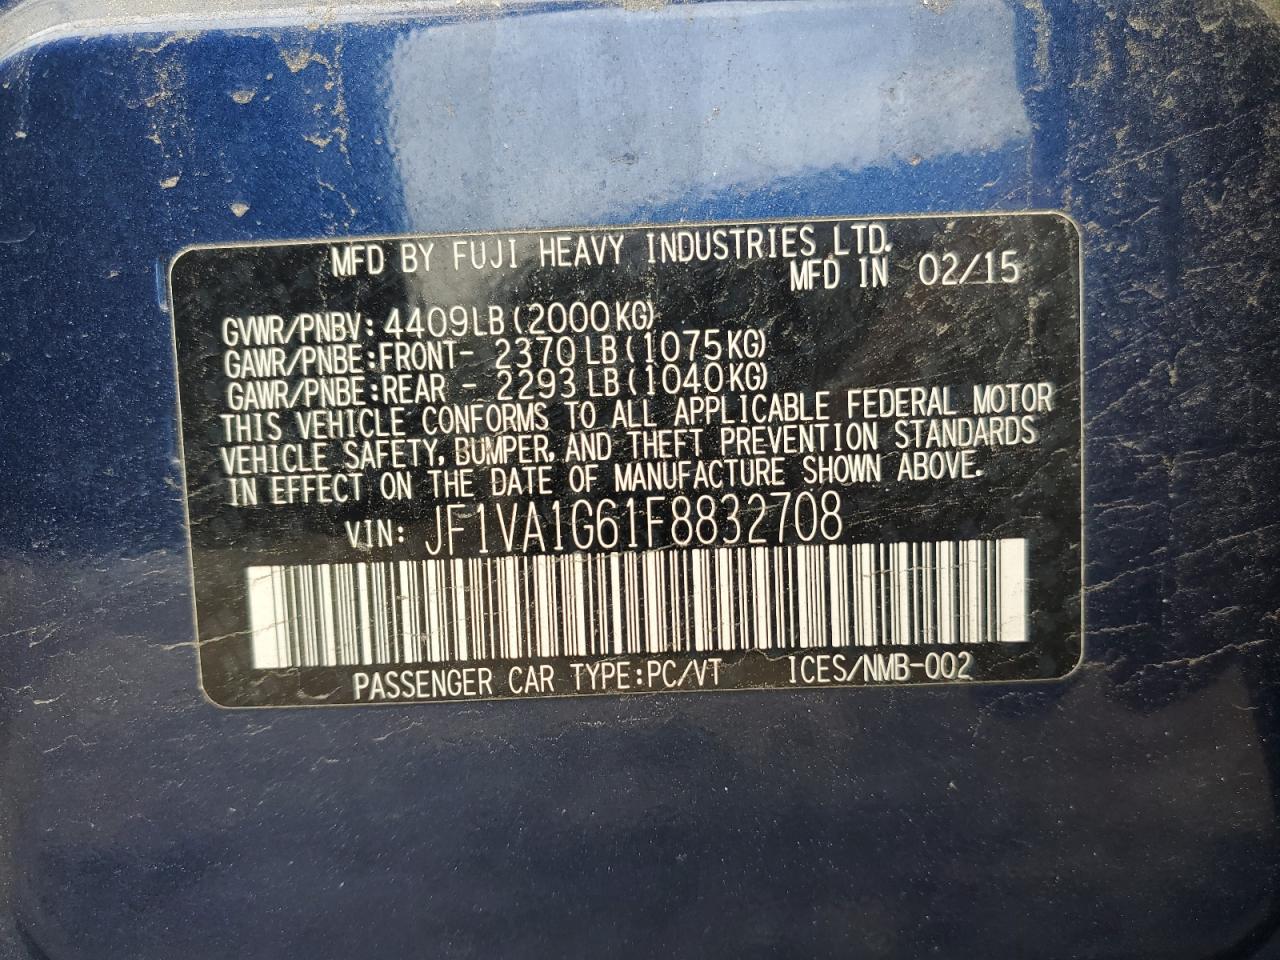 MFD BY FUJI HEAVY INDUSTRIES LTD.
MFD IN 02/15
GVWR/PNBV: 4409LB (2000KG)
GAWR/PNBE:FRONT- 2370LB (1075KG)
GAWR/PNBE:REAR - 2293LB (1040KG)
THIS VEHICLE CONFORMS TO ALL APPLICABLE FEDERAL MOTOR
VEHICLE SAFETY, BUMPER, AND THEFT PREVENTION STANDARDS
IN EFFECT ON THE DATE OF MANUFACTURE SHOWN ABOVE.
VIN: JF1VA1G61F8832708
PASSENGER CAR TYPE:PC/VT ICES/NMB-002